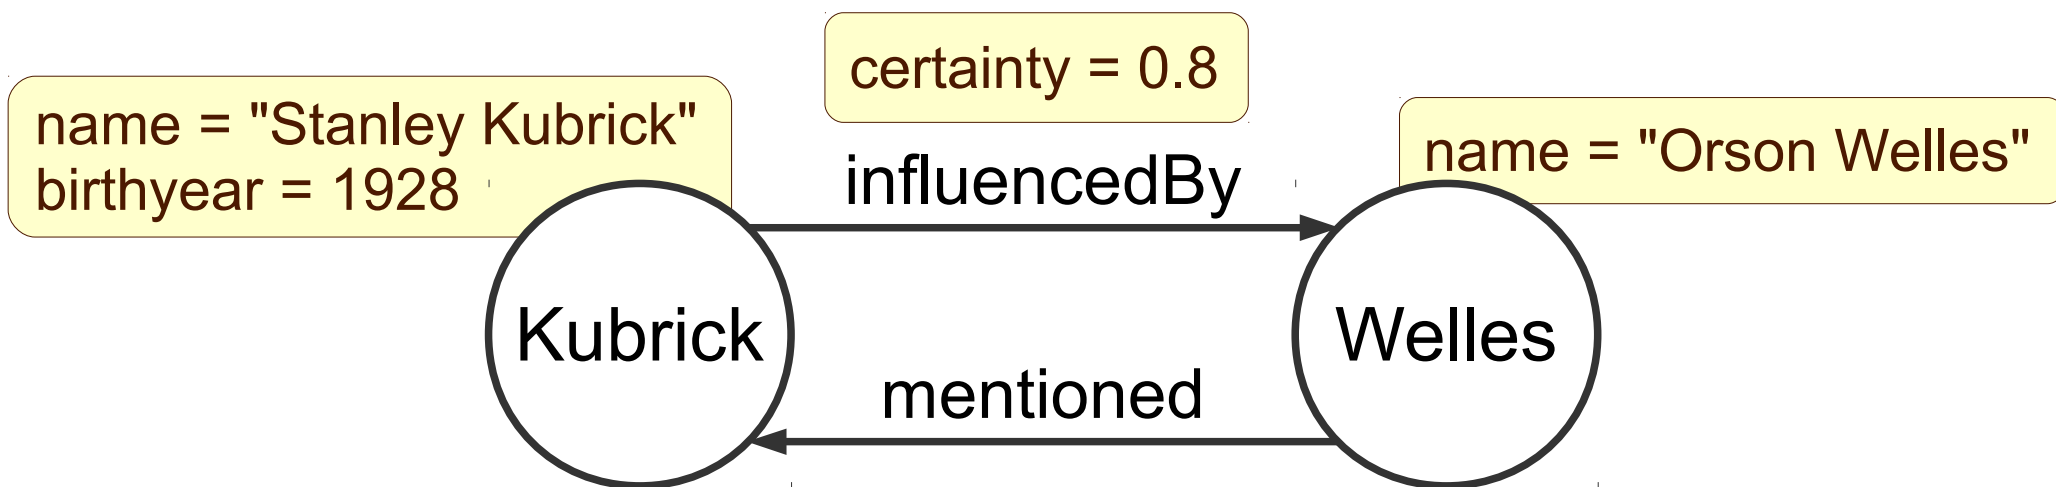 certainty = 0.8
name = "Stanley Kubrick"
birthyear = 1928
name = "Orson Welles"
influencedBy
Kubrick
Welles
mentioned